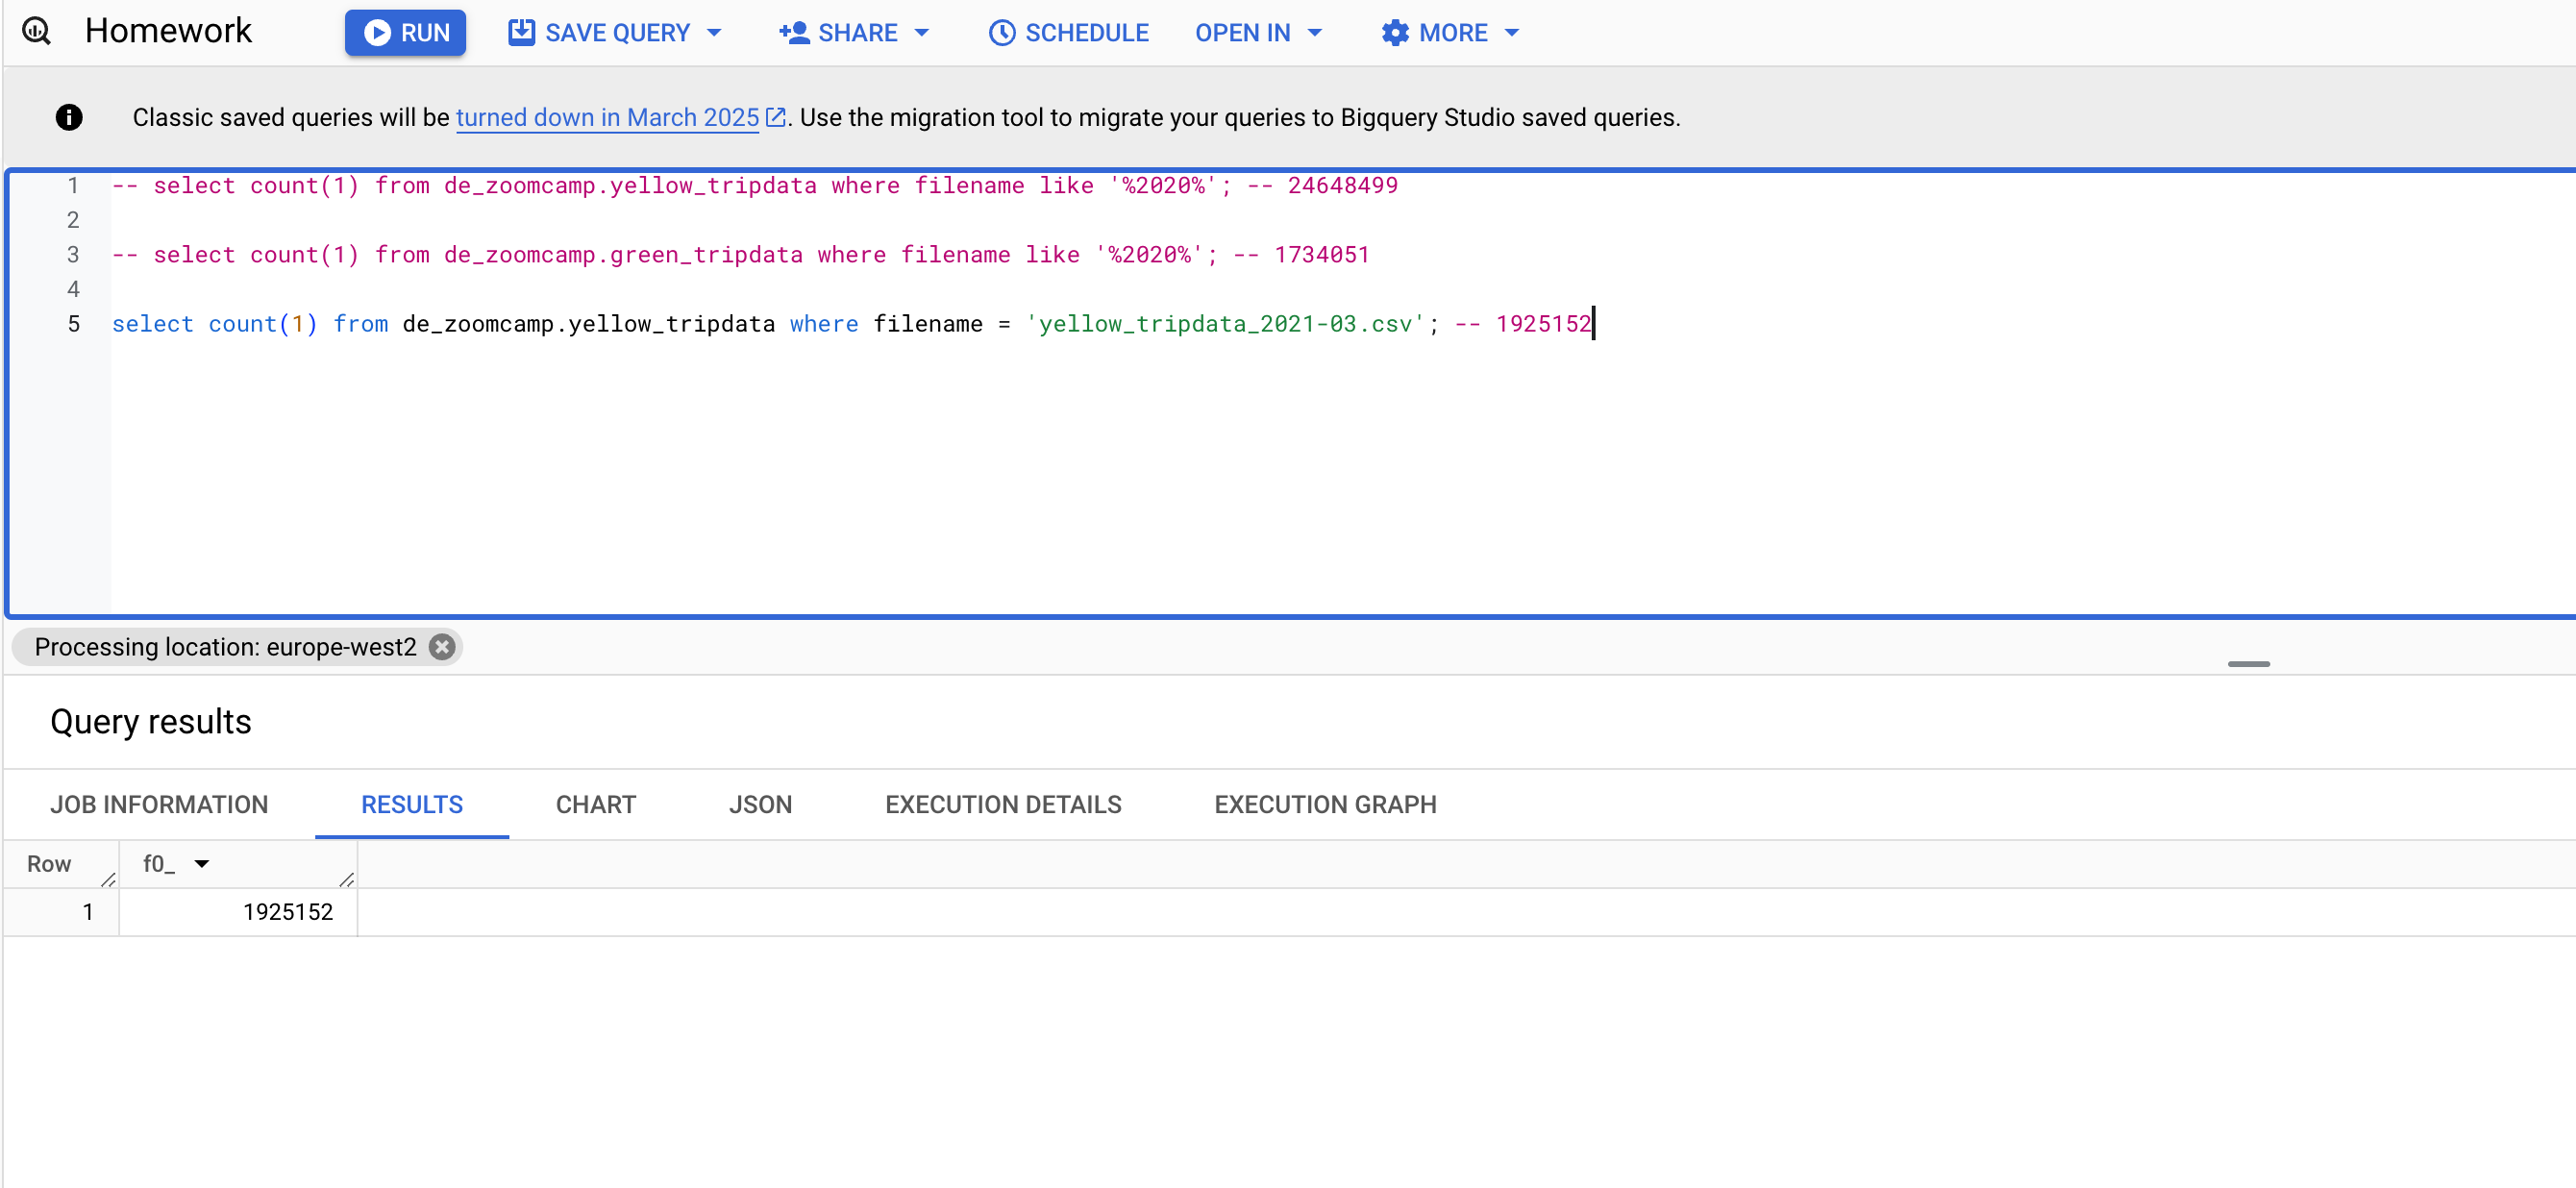 Homework RUN SAVE QUERY SHARE SCHEDULE OPEN IN MORE
Classic saved queries will be turned down in March 2025. Use the migration tool to migrate your queries to Bigquery Studio saved queries.
1 -- select count(1) from de_zoomcamp.yellow_tripdata where filename like '%2020%'; -- 24648499
2
3 -- select count(1) from de_zoomcamp.green_tripdata where filename like '%2020%'; -- 1734051
4
5 select count(1) from de_zoomcamp.yellow_tripdata where filename = 'yellow_tripdata_2021-03.csv'; -- 1925152
Processing location: europe-west2
Query results
JOB INFORMATION RESULTS CHART JSON EXECUTION DETAILS EXECUTION GRAPH
Row f0_
1 1925152